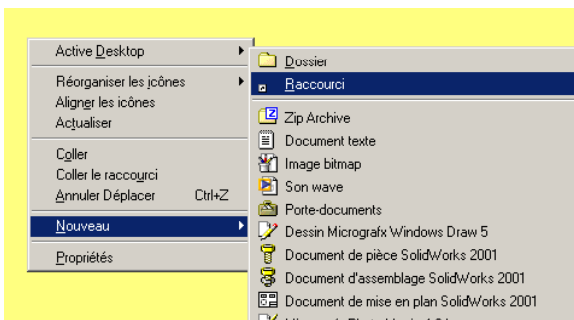 Active Desktop
Réorganiser les icônes
Aligner les icônes
Actualiser
Coller
Coller le raccourci
Annuler Déplacer Ctrl+Z
Nouveau
Propriétés
Dossier
Raccourci
Zip Archive
Document texte
Image bitmap
Son wave
Porte-documents
Dessin Micrografx Windows Draw 5
Document de pièce SolidWorks 2001
Document d'assemblage SolidWorks 2001
Document de mise en plan SolidWorks 2001